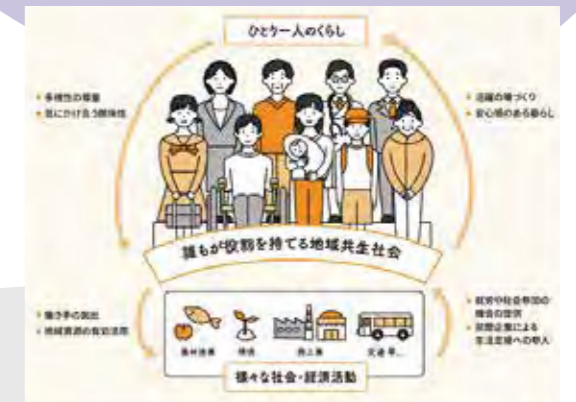 ひとり一人のくらし
• 多様性の尊重
• 気にかけ合う関係性
• 活躍の場づくり
• 安心感のある暮らし
誰もが役割を持てる地域共生社会
• 働き手の輩出
• 地域資源の有効活用
• 就労や社会参加の
機会の提供
• 民間企業による
生活支援への参入
農林漁業
環境
商工業
交通 等…
様々な社会・経済活動